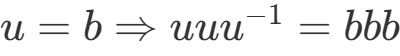 u = b ⇒ uuu⁻¹ = bbb